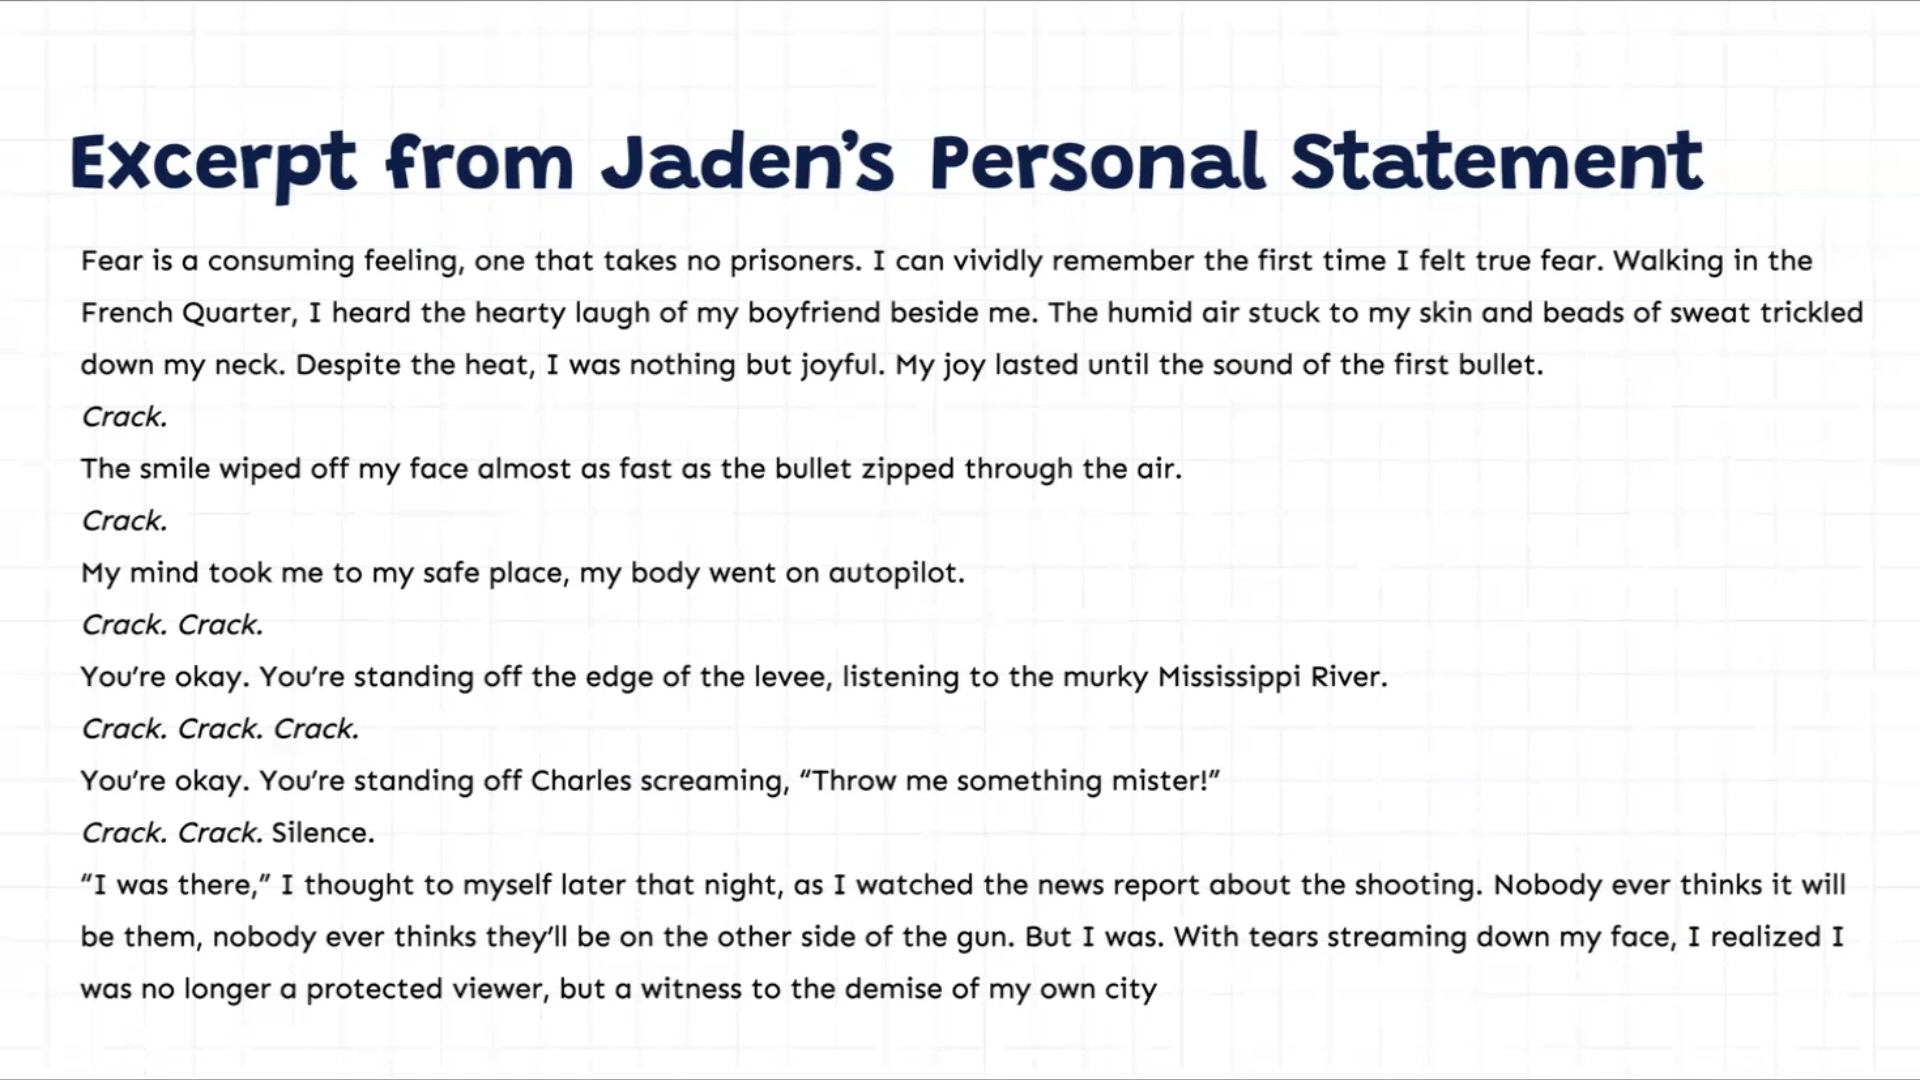 Excerpt from Jaden’s Personal Statement
Fear is a consuming feeling, one that takes no prisoners. I can vividly remember the first time I felt true fear. Walking in the
French Quarter, I heard the hearty laugh of my boyfriend beside me. The humid air stuck to my skin and beads of sweat trickled
down my neck. Despite the heat, I was nothing but joyful. My joy lasted until the sound of the first bullet.
Crack.
The smile wiped off my face almost as fast as the bullet zipped through the air.
Crack.
My mind took me to my safe place, my body went on autopilot.
Crack. Crack.
You’re okay. You’re standing off the edge of the levee, listening to the murky Mississippi River.
Crack. Crack. Crack.
You’re okay. You’re standing off Charles screaming, “Throw me something mister!”
Crack. Crack. Silence.
“I was there,” I thought to myself later that night, as I watched the news report about the shooting. Nobody ever thinks it will
be them, nobody ever thinks they’ll be on the other side of the gun. But I was. With tears streaming down my face, I realized I
was no longer a protected viewer, but a witness to the demise of my own city